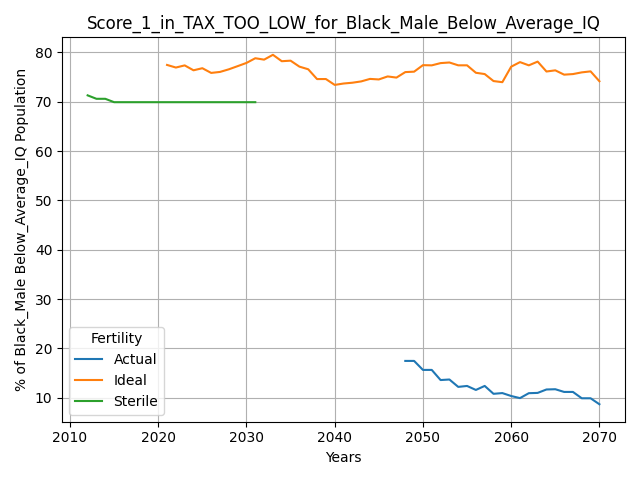 Score_1_in_TAX_TOO_LOW_for_Black_Male_Below_Average_IQ
% of Black_Male Below_Average_IQ Population
80
70
60
50
40
30
20
10
Fertility
Actual
Ideal
Sterile
2010 2020 2030 2040 2050 2060 2070
Years